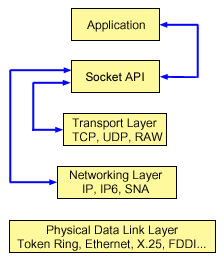 Application
Socket API
Transport Layer
TCP, UDP, RAW
Networking Layer
IP, IP6, SNA
Physical Data Link Layer
Token Ring, Ethernet, X.25, FDDI...